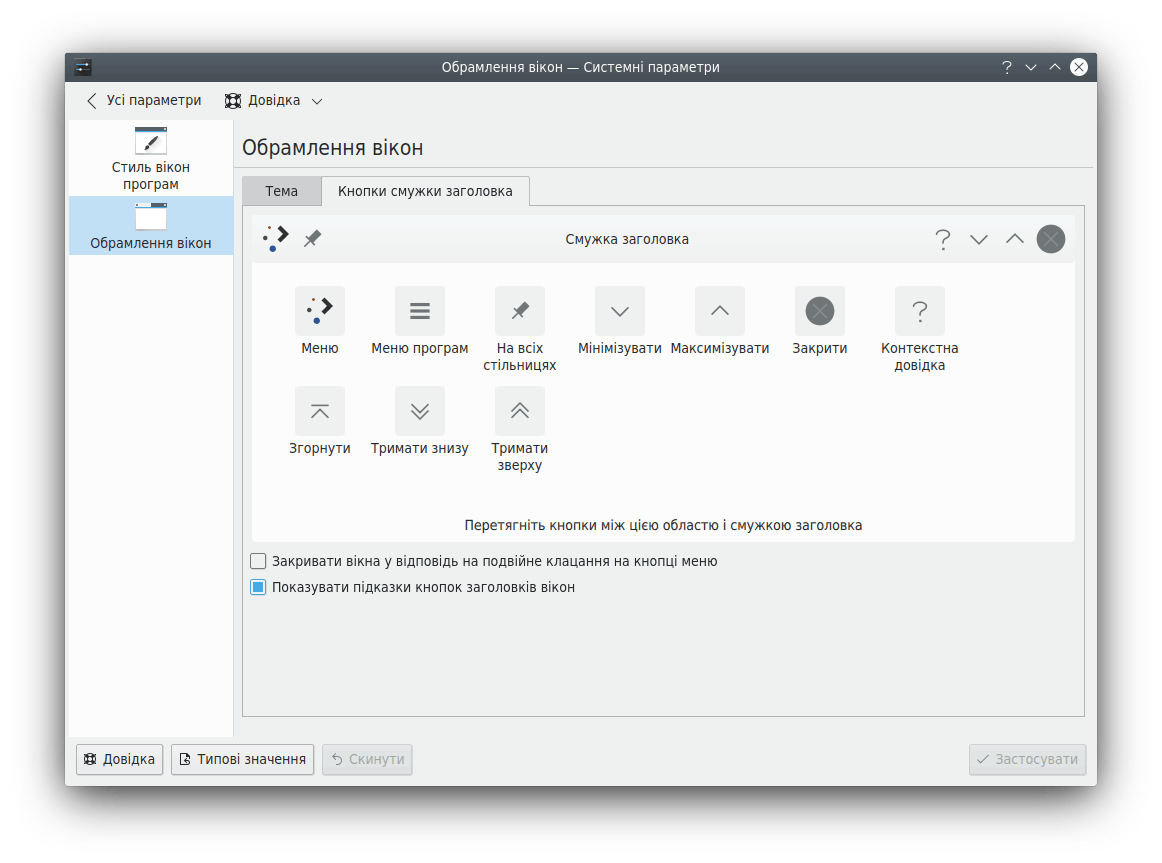 Обрамлення вікон — Системні параметри
Усі параметри
Довідка
Стиль вікон
програм
Обрамлення вікон
Обрамлення вікон
Тема
Кнопки смужки заголовка
Смужка заголовка
Меню
Меню програм
На всіх
стільницях
Мінімізувати
Максимізувати
Закрити
Контекстна
довідка
Згорнути
Тримати знизу
Тримати
зверху
Перетягніть кнопки між цією областю і смужкою заголовка
Закривати вікна у відповідь на подвійне клацання на кнопці меню
Показувати підказки кнопок заголовків вікон
Довідка
Типові значення
Скинути
Застосувати